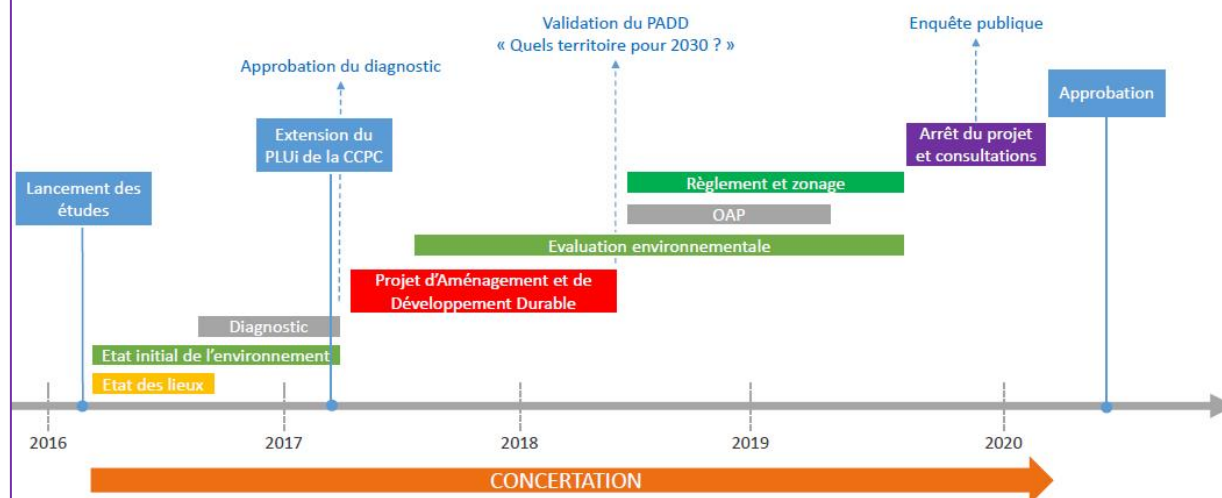 Validation du PADD
« Quels territoire pour 2030 ? »
Enquête publique
Approbation du diagnostic
Approbation
Extension du
PLUi de la CCPC
Arrêt du projet
et consultations
Lancement des
études
Règlement et zonage
OAP
Evaluation environnementale
Projet d’Aménagement et de
Développement Durable
Diagnostic
Etat initial de l’environnement
Etat des lieux
2016 2017 2018 2019 2020
CONCERTATION